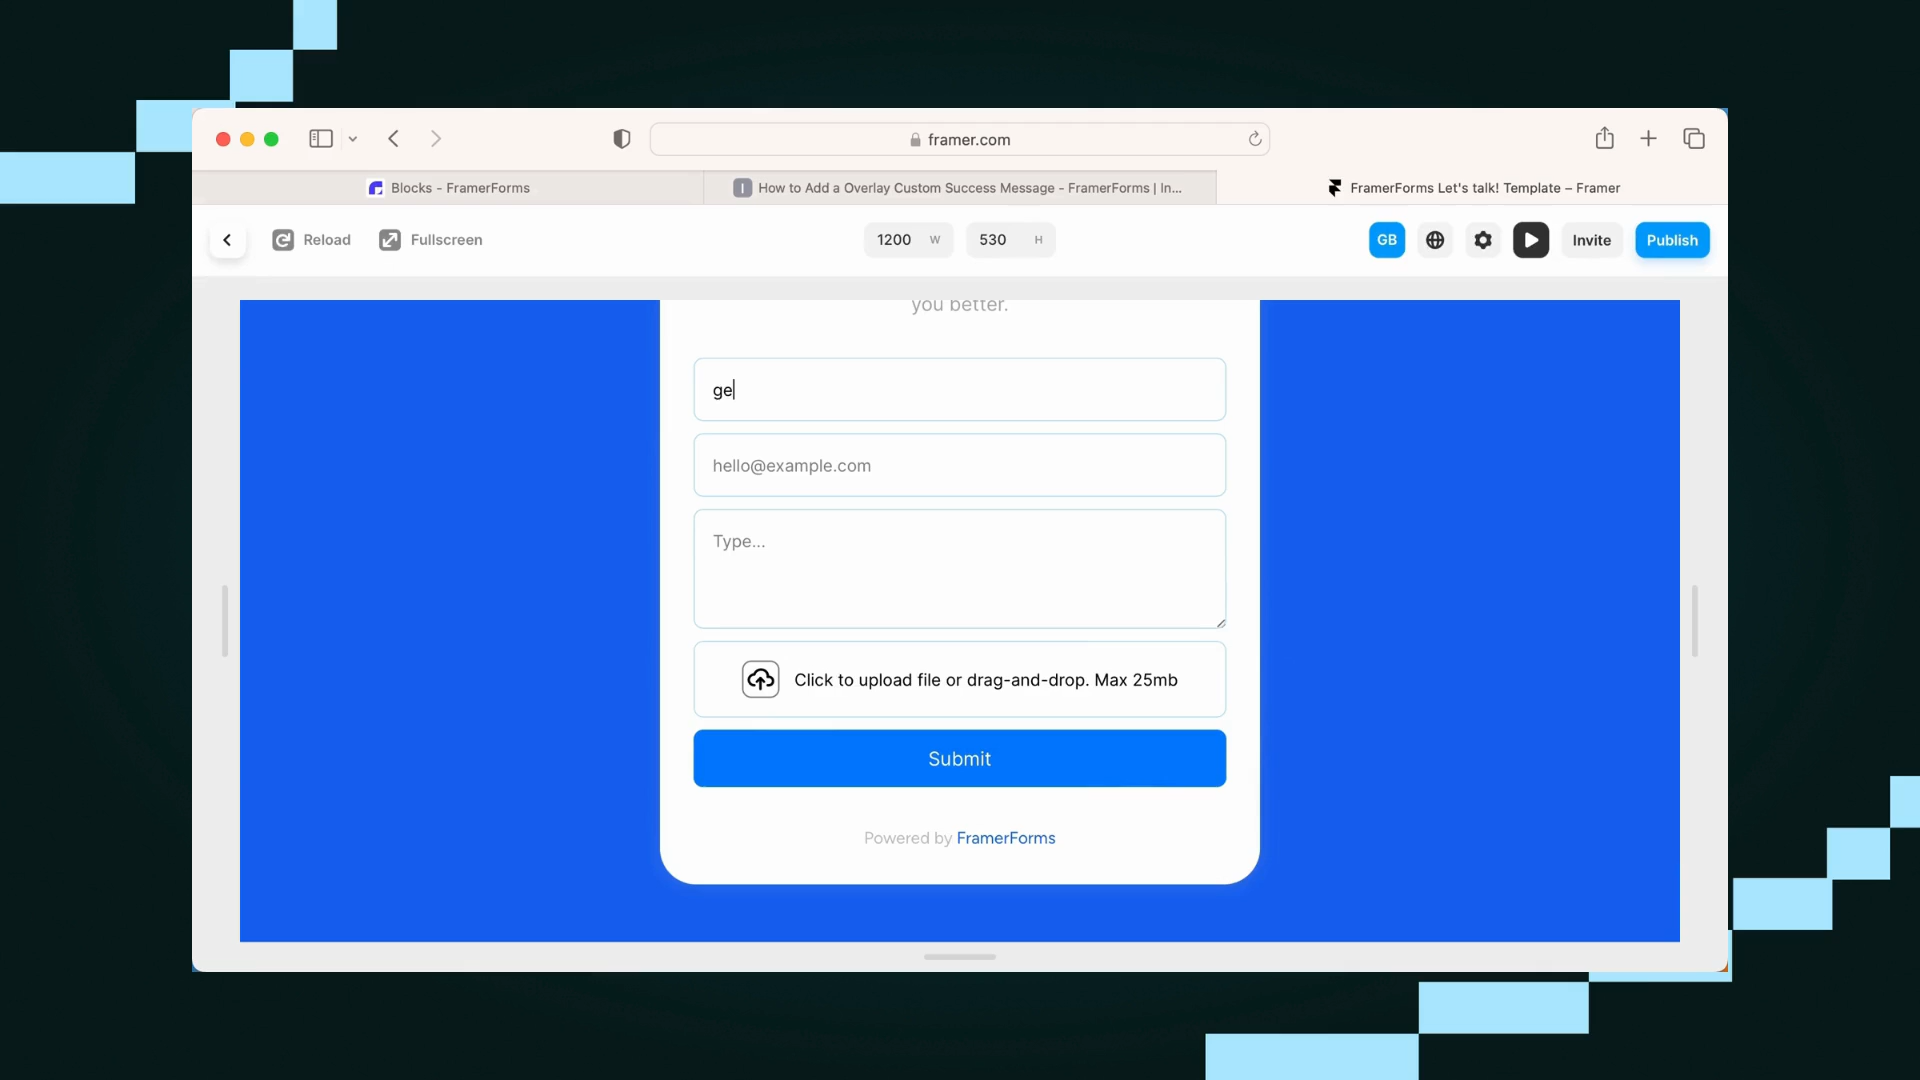 framer.com
Blocks - FramerForms
I
How to Add a Overlay Custom Success Message - FramerForms | In...
FramerForms Let's talk! Template – Framer
Reload
Fullscreen
1200 W
530 H
GB
Invite
Publish
you better.
ge
hello@example.com
Type...
Click to upload file or drag-and-drop. Max 25mb
Submit
Powered by FramerForms